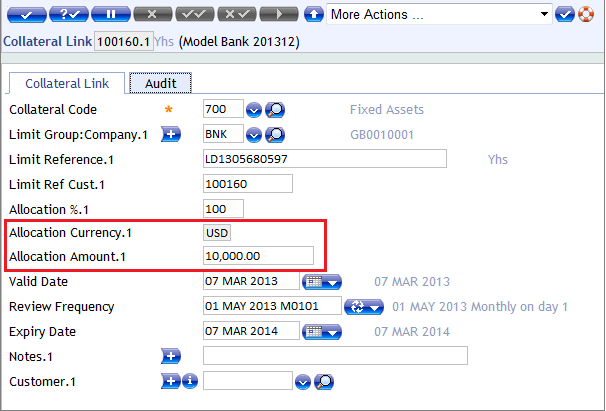 More Actions ...
Collateral Link 100160.1 Yhs (Model Bank 201312)
Collateral Link Audit
Collateral Code * 700 Fixed Assets
Limit Group:Company.1 BNK GB0010001
Limit Reference.1 LD1305680597 Yhs
Limit Ref Cust.1 100160
Allocation %.1 100
Allocation Currency.1 USD
Allocation Amount.1 10,000.00
Valid Date 07 MAR 2013 07 MAR 2013
Review Frequency 01 MAY 2013 M0101 01 MAY 2013 Monthly on day 1
Expiry Date 07 MAR 2014 07 MAR 2014
Notes.1
Customer.1